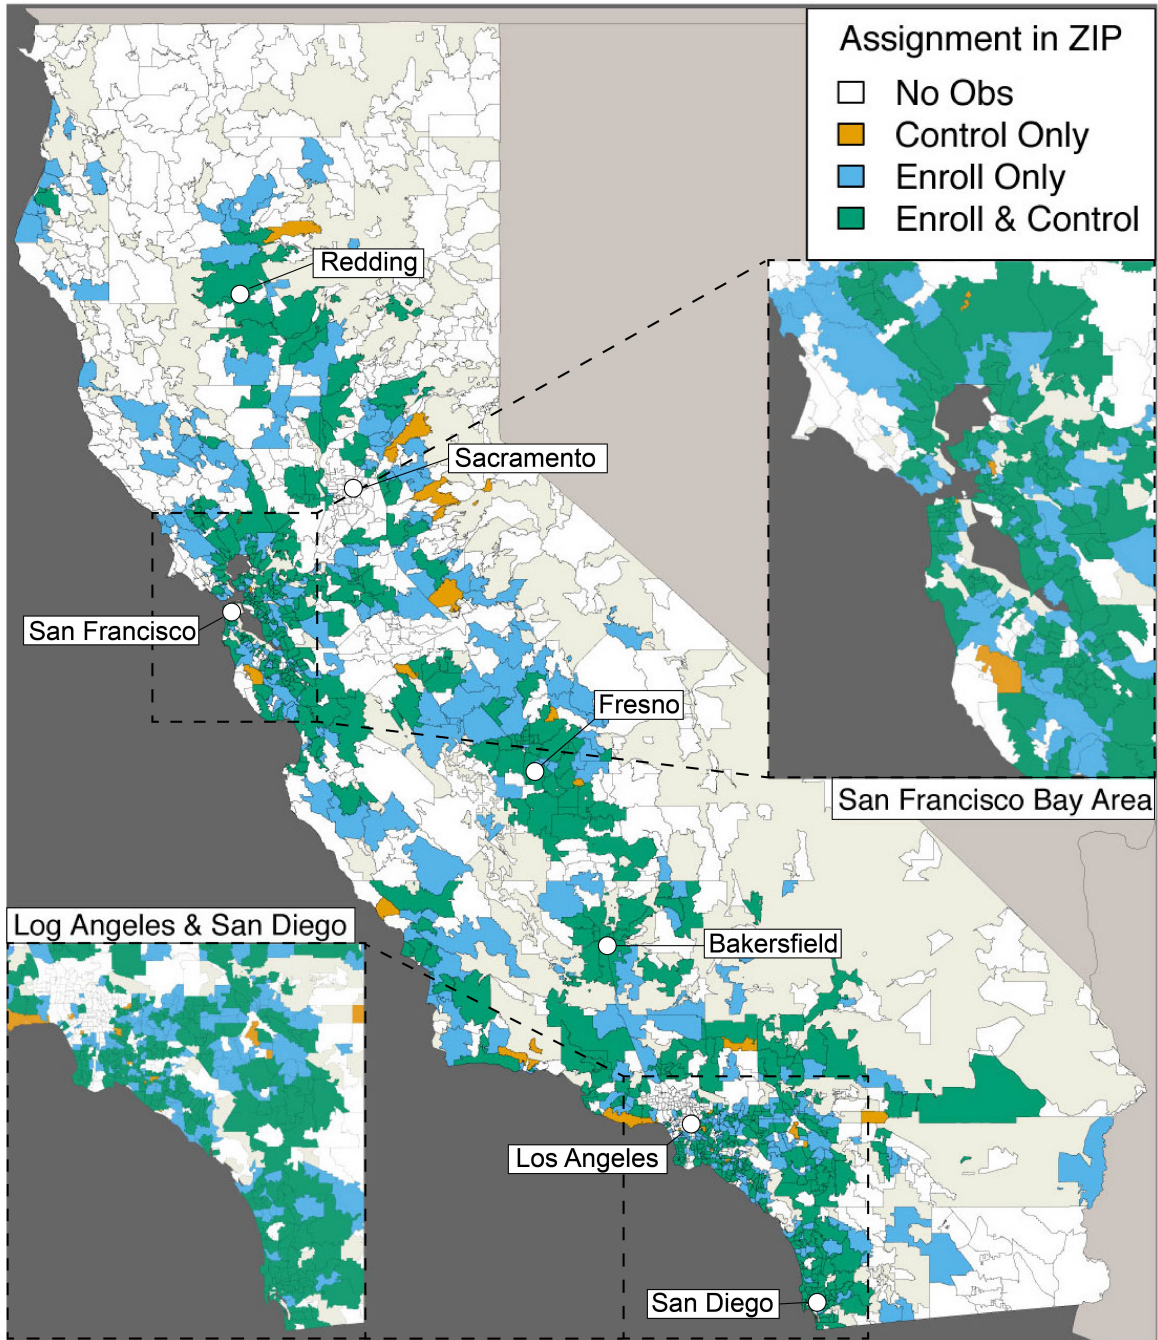 Assignment in ZIP
No Obs
Control Only
Enroll Only
Enroll & Control
Redding
Sacramento
San Francisco
Fresno
San Francisco Bay Area
Log Angeles & San Diego
Bakersfield
Los Angeles
San Diego